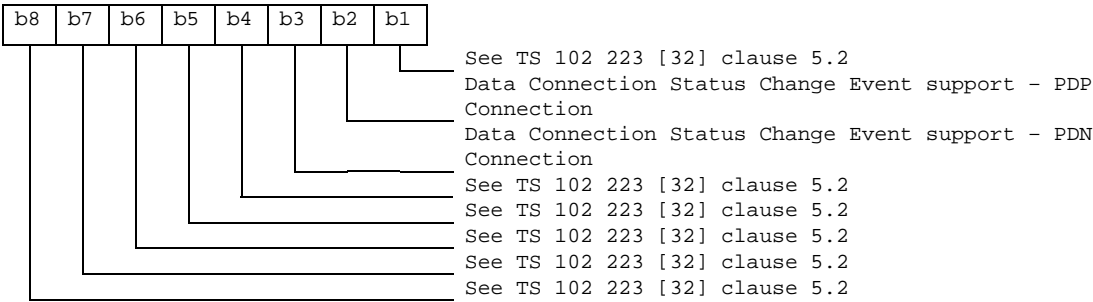 b8 b7 b6 b5 b4 b3 b2 b1
See TS 102 223 [32] clause 5.2
Data Connection Status Change Event support – PDP
Connection
Data Connection Status Change Event support – PDN
Connection
See TS 102 223 [32] clause 5.2
See TS 102 223 [32] clause 5.2
See TS 102 223 [32] clause 5.2
See TS 102 223 [32] clause 5.2
See TS 102 223 [32] clause 5.2